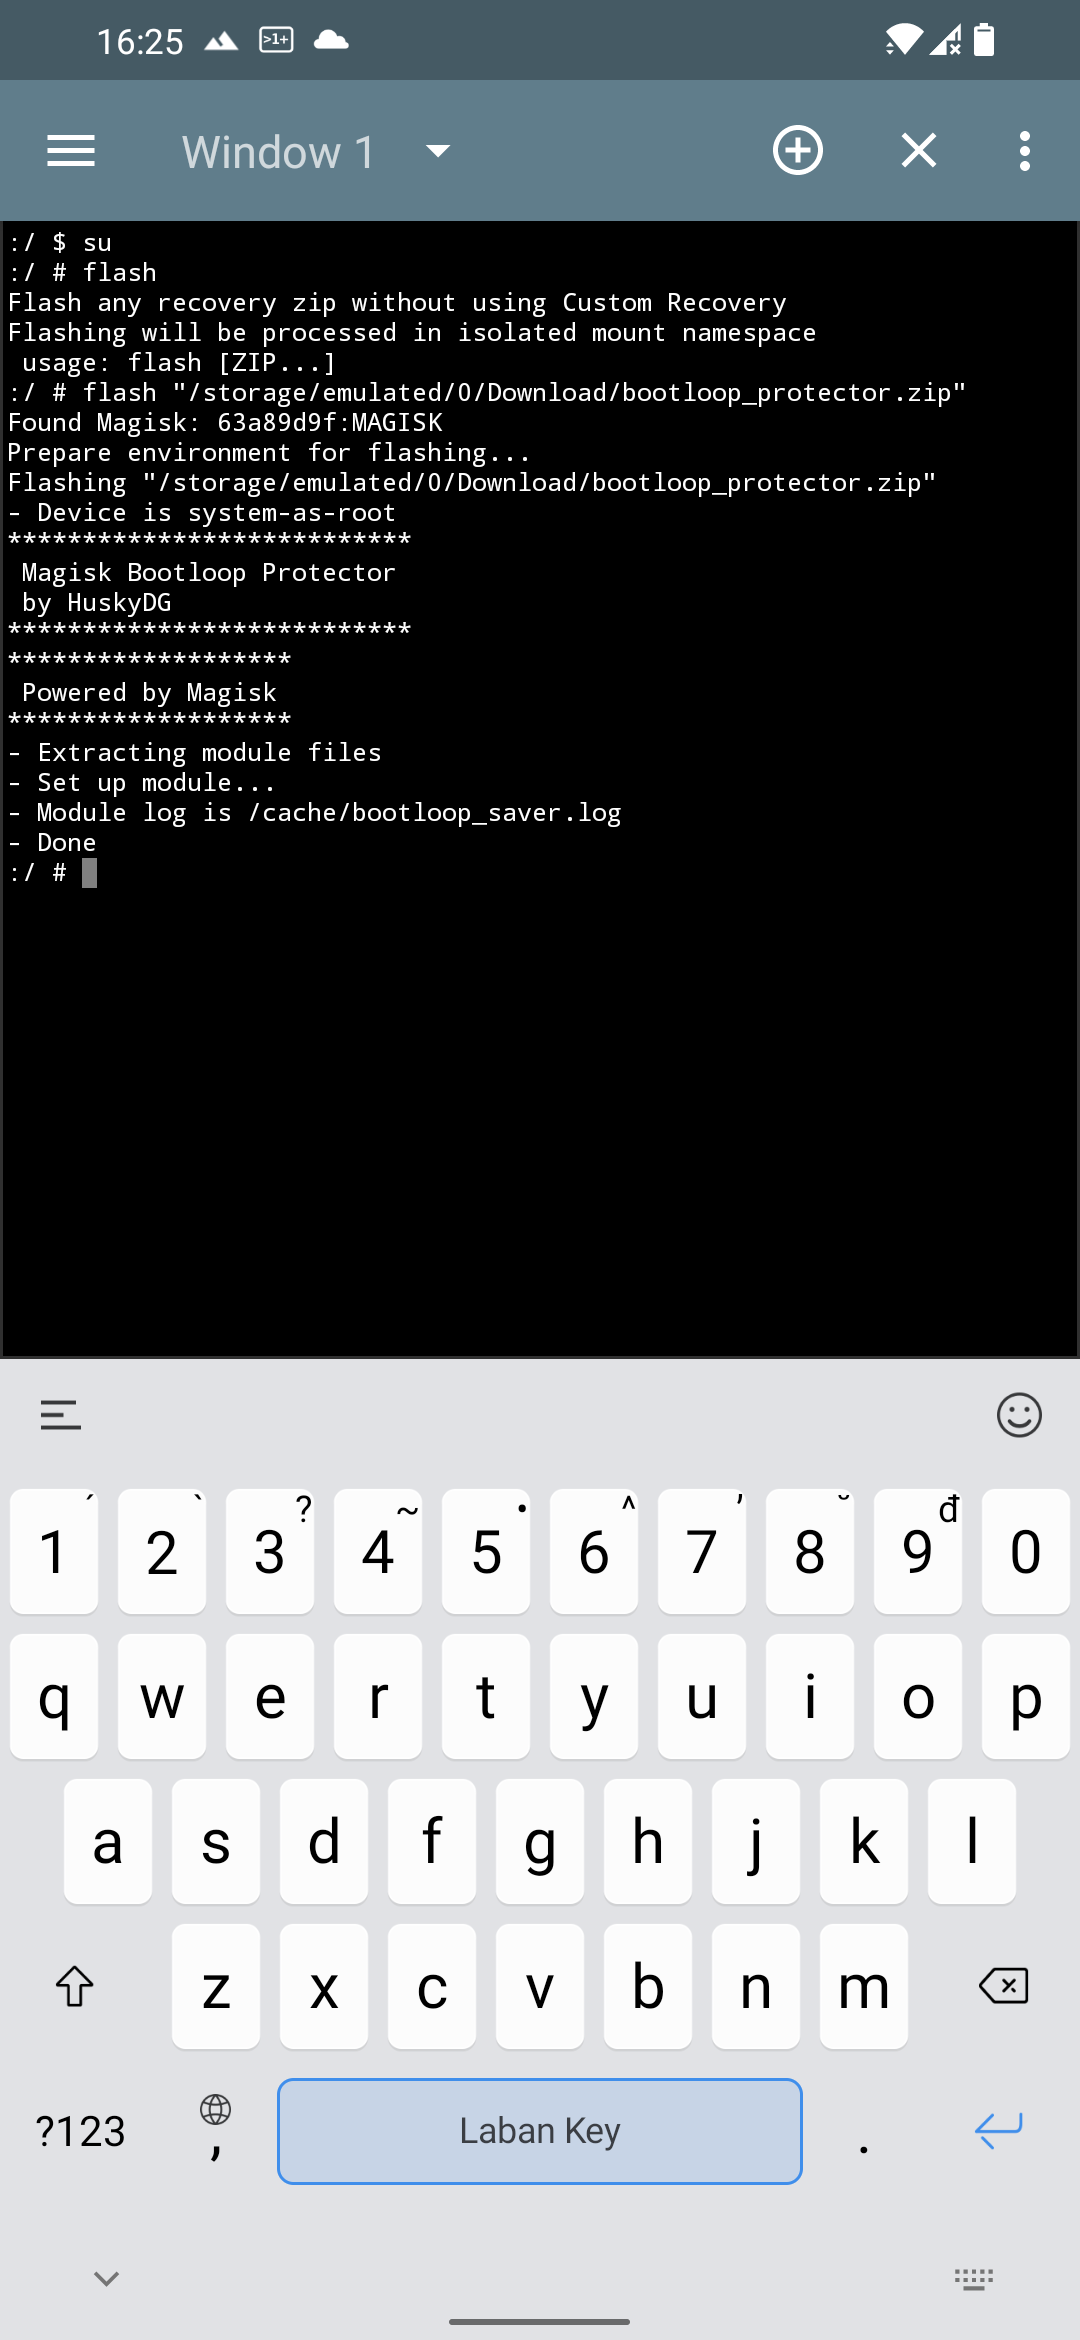 16:25 >1+
Window 1
:/ $ su
:/ # flash
Flash any recovery zip without using Custom Recovery
Flashing will be processed in isolated mount namespace
 usage: flash [ZIP...]
:/ # flash "/storage/emulated/0/Download/bootloop_protector.zip"
Found Magisk: 63a89d9f:MAGISK
Prepare environment for flashing...
Flashing "/storage/emulated/0/Download/bootloop_protector.zip"
- Device is system-as-root
***************************
 Magisk Bootloop Protector
 by HuskyDG
***************************
*******************
 Powered by Magisk
*******************
- Extracting module files
- Set up module...
- Module log is /cache/bootloop_saver.log
- Done
:/ #
´ ` ? ~ • ^ ʼ ˘ đ
1 2 3 4 5 6 7 8 9 0
q w e r t y u i o p
a s d f g h j k l
z x c v b n m
?123 , Laban Key .